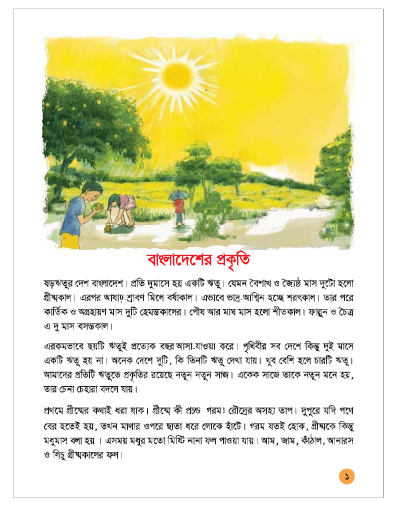 বাংলাদেশের প্রকৃতি
ষড়ঋতুর দেশ বাংলাদেশ। প্রতি দুমাসে হয় একটি ঋতু। যেমন বৈশাখ ও জ্যৈষ্ঠ মাস দুটো হলো
গ্রীষ্মকাল। এরপর আষাঢ়-শ্রাবণ মিলে বর্ষাকাল। এভাবে ভাদ্র-আশ্বিন হচ্ছে শরৎকাল। তার পরে
কার্তিক ও অগ্রহায়ণ মাস দুটি হেমন্তকালের। পৌষ আর মাঘ মাস হলো শীতকাল। ফাল্গুন ও চৈত্র
এ দু মাস বসন্তকাল।
এরকমভাবে ছয়টি ঋতুই প্রত্যেক বছর আসা-যাওয়া করে। পৃথিবীর সব দেশে কিন্তু দুই মাসে
একটি ঋতু হয় না। অনেক দেশে দুটি, কি তিনটি ঋতু দেখা যায়। খুব বেশি হলে চারটি ঋতু।
আমাদের প্রতিটি ঋতুতে প্রকৃতির রয়েছে নতুন নতুন সাজ। একেক সাজে তাকে নতুন মনে হয়,
তার চেনা চেহারা বদলে যায়।
প্রথমে গ্রীষ্মের কথাই ধরা যাক। গ্রীষ্মে কী প্রচণ্ড গরম! রৌদ্রের অসহ্য তাপ। দুপুরে যদি পথে
বের হতেই হয়, তখন মাথার ওপরে ছাতা ধরে লোকে হাঁটে। গরম যতই হোক, গ্রীষ্মকে কিন্তু
মধুমাস বলা হয়। এসময় মধুর মতো মিষ্টি নানা ফল পাওয়া যায়। আম, জাম, কাঁঠাল, আনারস
ও লিচু গ্রীষ্মকালের ফল।
১